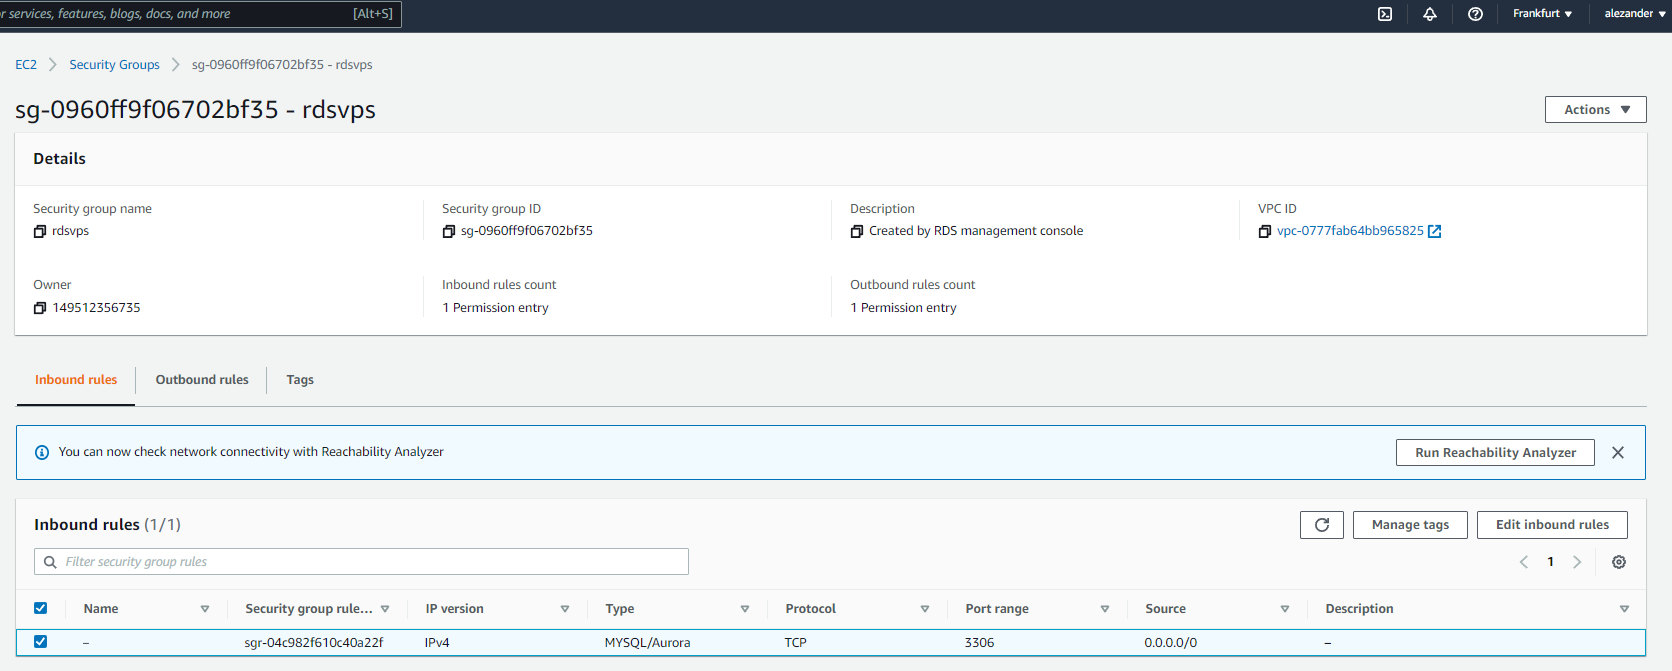 or services, features, blogs, docs, and more [Alt+S] Frankfurt alezander
EC2 Security Groups sg-0960ff9f06702bf35 - rdsvps
sg-0960ff9f06702bf35 - rdsvps Actions
Details
Security group name Security group ID Description VPC ID
rdsvps sg-0960ff9f06702bf35 Created by RDS management console vpc-0777fab64bb965825
Owner Inbound rules count Outbound rules count
149512356735 1 Permission entry 1 Permission entry
Inbound rules Outbound rules Tags
You can now check network connectivity with Reachability Analyzer Run Reachability Analyzer
Inbound rules (1/1) Manage tags Edit inbound rules
Filter security group rules 1
Name Security group rule... IP version Type Protocol Port range Source Description
– sgr-04c982f610c40a22f IPv4 MYSQL/Aurora TCP 3306 0.0.0.0/0 –